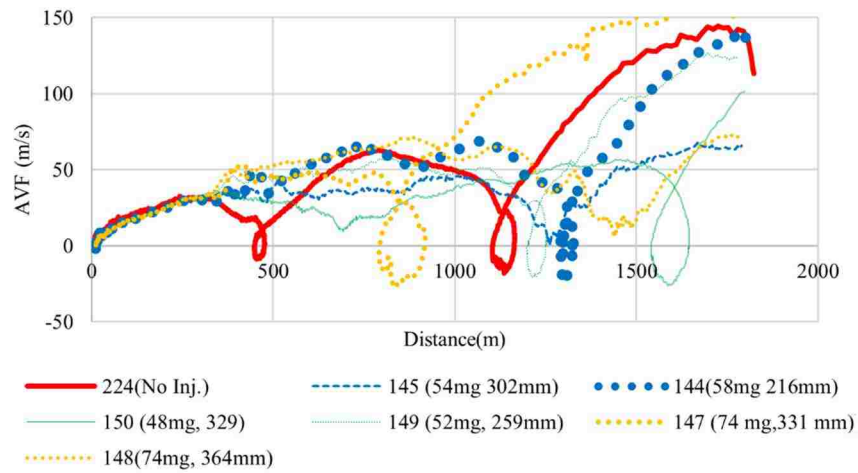 150
100
AVF (m/s)
50
0
0 500 1000 1500 2000
-50
Distance(m)
224(No Inj.) 145 (54mg 302mm) 144(58mg 216mm)
150 (48mg, 329) 149 (52mg, 259mm) 147 (74 mg,331 mm)
148(74mg, 364mm)